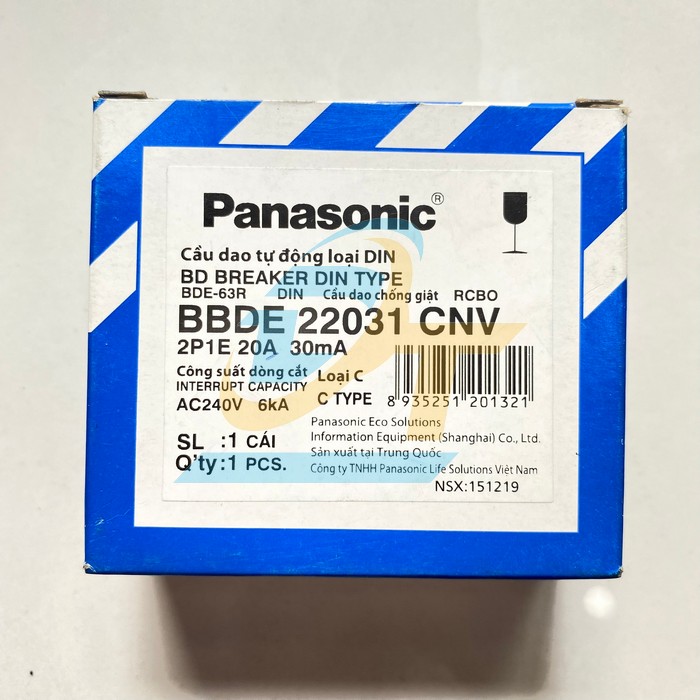 Panasonic®
Cầu dao tự động loại DIN
BD BREAKER DIN TYPE
BDE-63R DIN Cầu dao chống giật RCBO
BBDE 22031 CNV
2P1E 20A 30mA
Công suất dòng cắt
INTERRUPT CAPACITY
AC240V 6kA
Loại C
C TYPE
8 935251 201321
SL :1 CÁI
Q'ty:1 PCS.
Panasonic Eco Solutions
Information Equipment (Shanghai) Co., Ltd.
Sản xuất tại Trung Quốc
Công ty TNHH Panasonic Life Solutions Việt Nam
NSX:151219